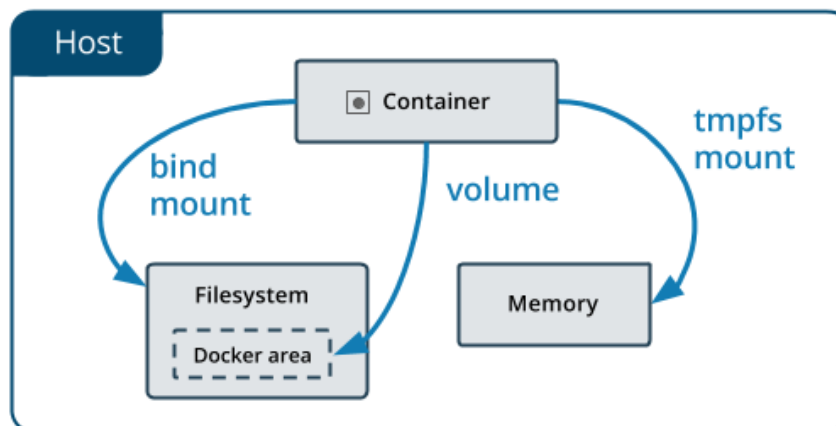 Host
Container
bind
mount
volume
tmpfs
mount
Filesystem
Docker area
Memory